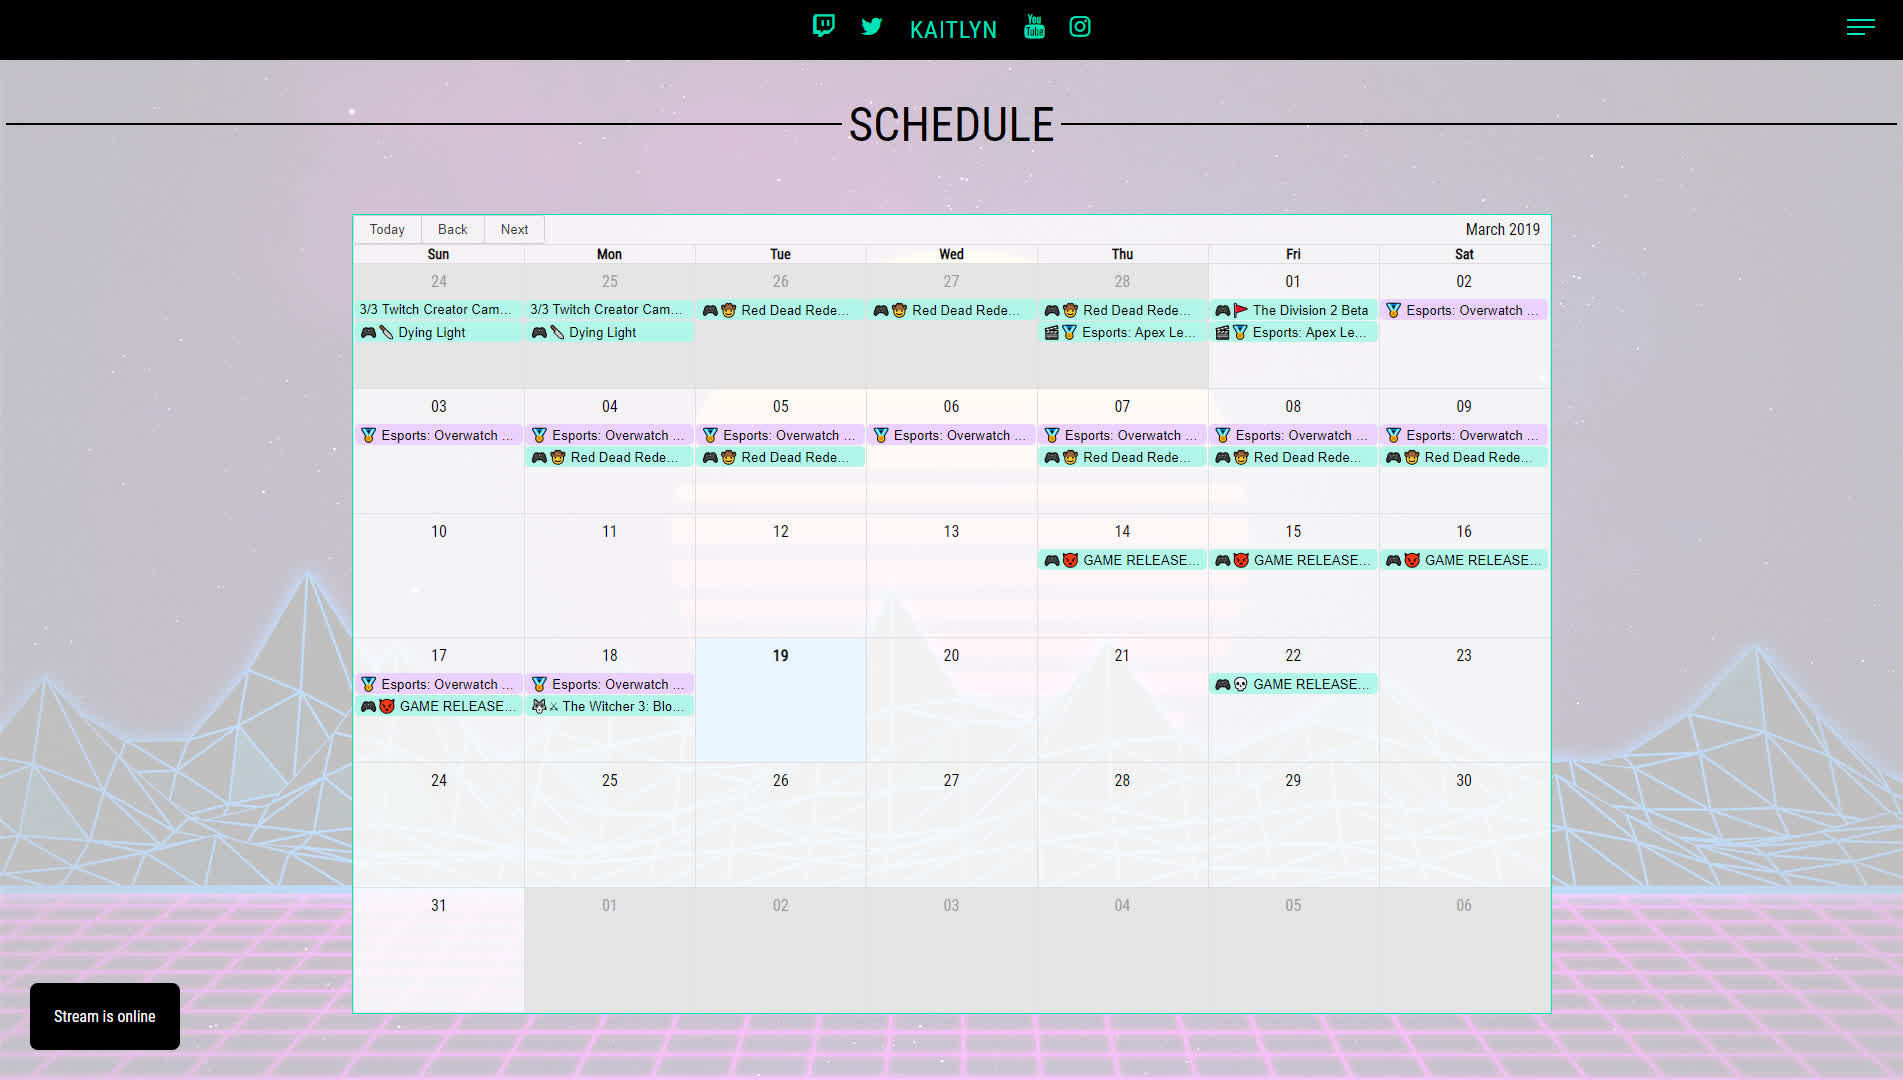 KAITLYN You Tube
SCHEDULE
Today Back Next March 2019
Sun Mon Tue Wed Thu Fri Sat
24 25 26 27 28 01 02
3/3 Twitch Creator Cam... 3/3 Twitch Creator Cam... Red Dead Rede... Red Dead Rede... Red Dead Rede... The Division 2 Beta Esports: Overwatch ...
Dying Light Dying Light Esports: Apex Le... Esports: Apex Le...
03 04 05 06 07 08 09
Esports: Overwatch ... Esports: Overwatch ... Esports: Overwatch ... Esports: Overwatch ... Esports: Overwatch ... Esports: Overwatch ... Esports: Overwatch ...
Red Dead Rede... Red Dead Rede... Red Dead Rede... Red Dead Rede... Red Dead Rede...
10 11 12 13 14 15 16
GAME RELEASE... GAME RELEASE... GAME RELEASE...
17 18 19 20 21 22 23
Esports: Overwatch ... Esports: Overwatch ... GAME RELEASE...
GAME RELEASE... The Witcher 3: Blo...
24 25 26 27 28 29 30
31 01 02 03 04 05 06
Stream is online